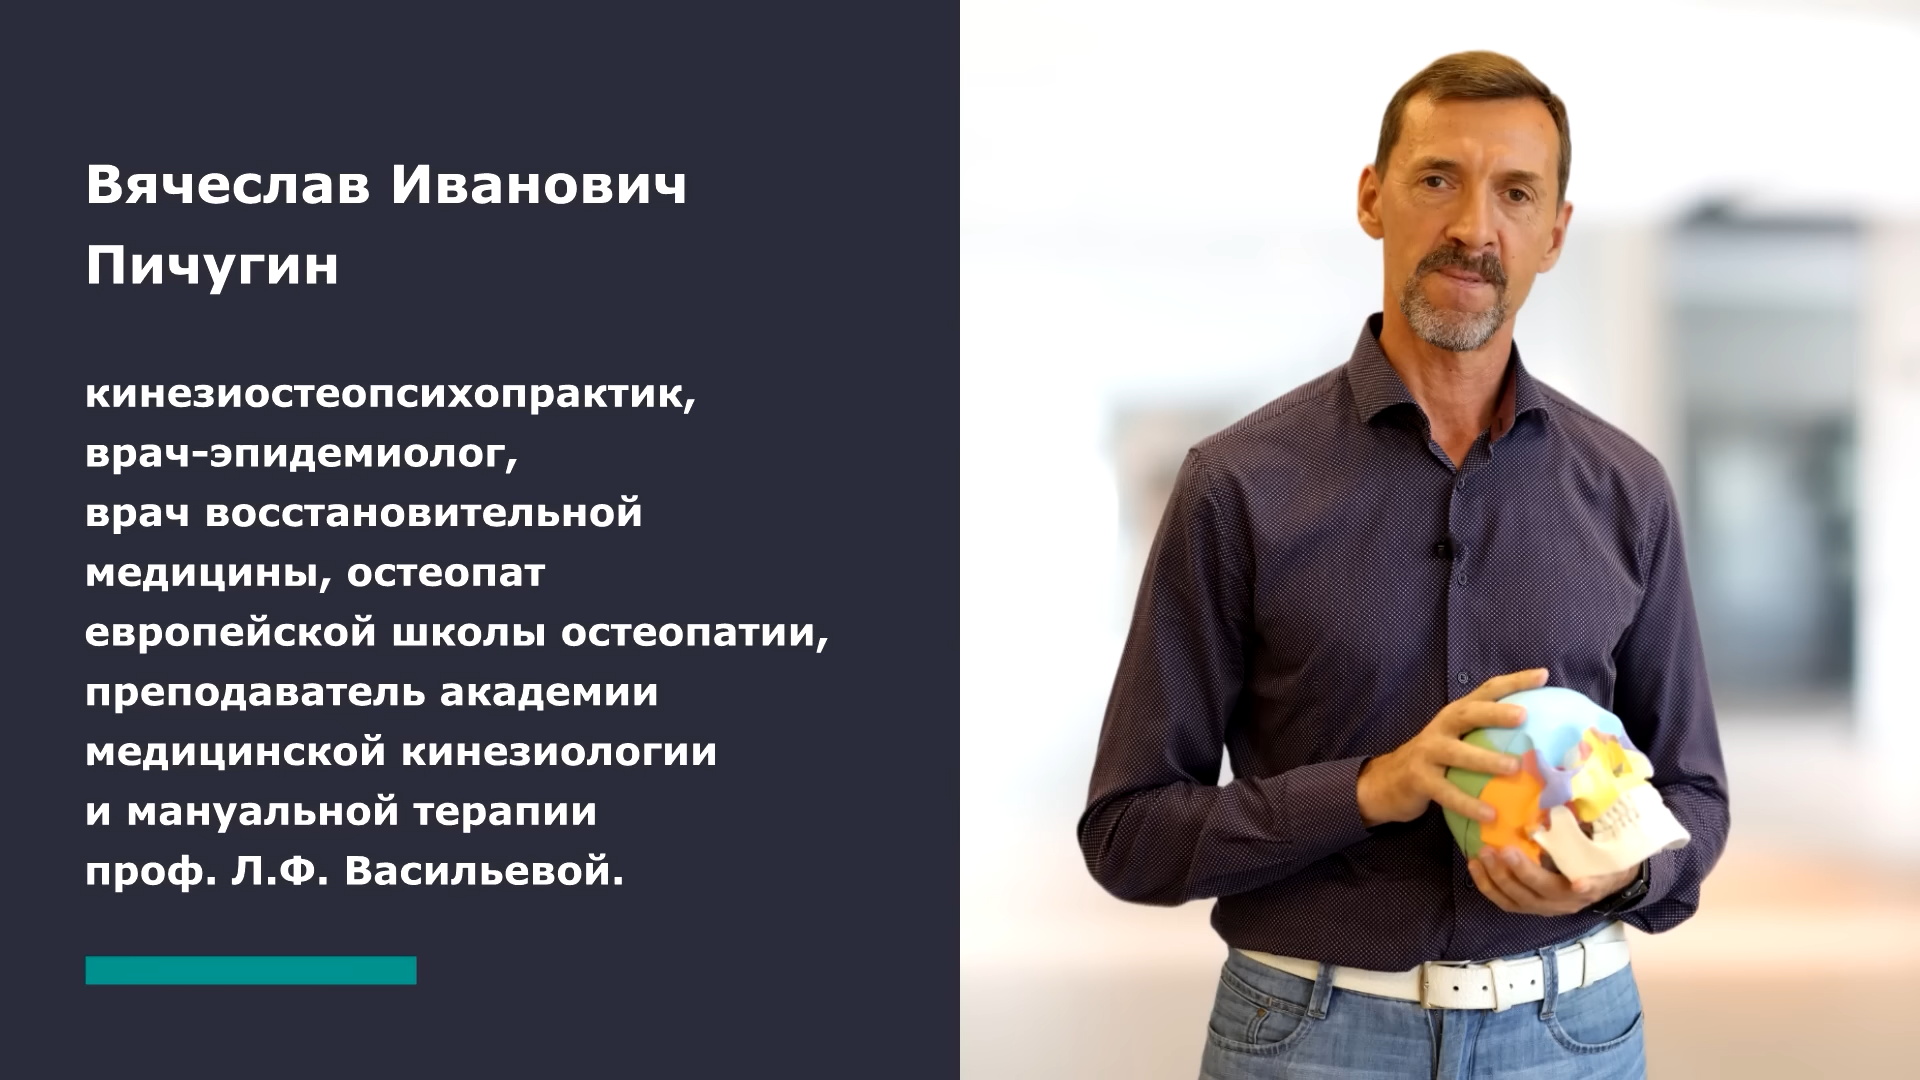 Вячеслав Иванович
Пичугин
кинезиостеопсихопрактик,
врач-эпидемиолог,
врач восстановительной
медицины, остеопат
европейской школы остеопатии,
преподаватель академии
медицинской кинезиологии
и мануальной терапии
проф. Л.Ф. Васильевой.